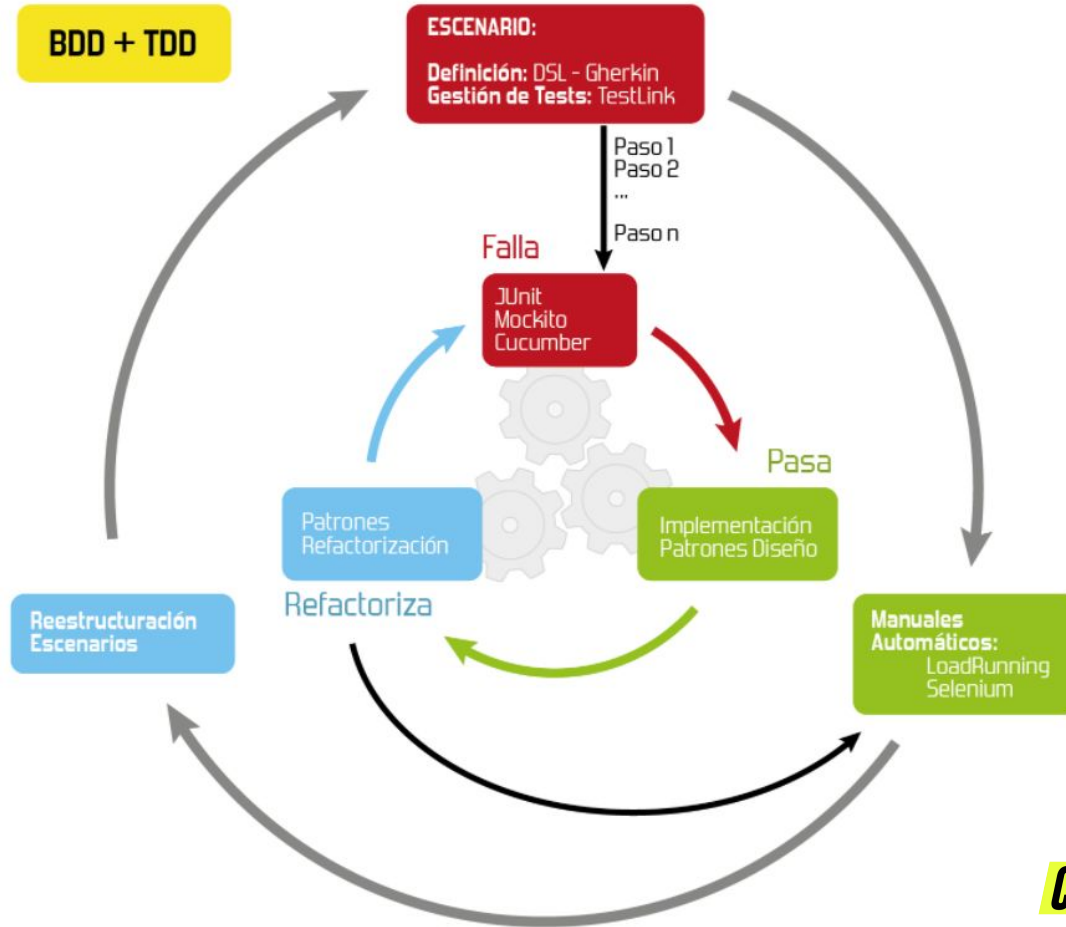 BDD + TDD
ESCENARIO:
Definición: DSL - Gherkin
Gestión de Tests: TestLink
Paso 1
Paso 2
...
Paso n
Falla
JUnit
Mockito
Cucumber
Pasa
Implementación
Patrones Diseño
Patrones
Refactorización
Refactoriza
Reestructuración
Escenarios
Manuales
Automáticos:
LoadRunning
Selenium